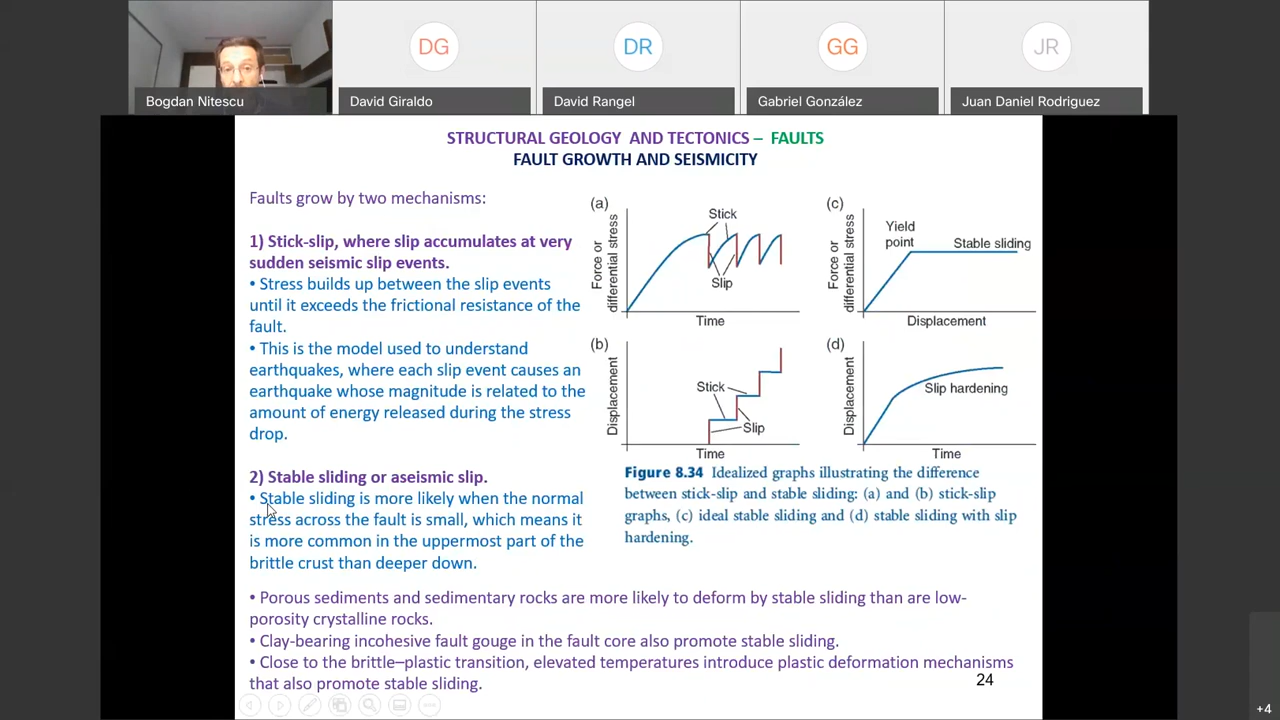 DG
DR
GG
JR
Bogdan Nitescu
David Giraldo
David Rangel
Gabriel González
Juan Daniel Rodriguez
STRUCTURAL GEOLOGY AND TECTONICS – FAULTS
FAULT GROWTH AND SEISMICITY
Faults grow by two mechanisms:
1) Stick-slip, where slip accumulates at very
sudden seismic slip events.
• Stress builds up between the slip events
until it exceeds the frictional resistance of the
fault.
• This is the model used to understand
earthquakes, where each slip event causes an
earthquake whose magnitude is related to the
amount of energy released during the stress
drop.
2) Stable sliding or aseismic slip.
• Stable sliding is more likely when the normal
stress across the fault is small, which means it
is more common in the uppermost part of the
brittle crust than deeper down.
(a)
Force or
differential stress
Stick
Slip
Time
(c)
Force or
differential stress
Yield
point
Stable sliding
Displacement
(b)
Displacement
Stick
Slip
Time
(d)
Displacement
Slip hardening
Time
Figure 8.34 Idealized graphs illustrating the difference
between stick-slip and stable sliding: (a) and (b) stick-slip
graphs, (c) ideal stable sliding and (d) stable sliding with slip
hardening.
• Porous sediments and sedimentary rocks are more likely to deform by stable sliding than are low-
porosity crystalline rocks.
• Clay-bearing incohesive fault gouge in the fault core also promote stable sliding.
• Close to the brittle–plastic transition, elevated temperatures introduce plastic deformation mechanisms
that also promote stable sliding.
24
+4